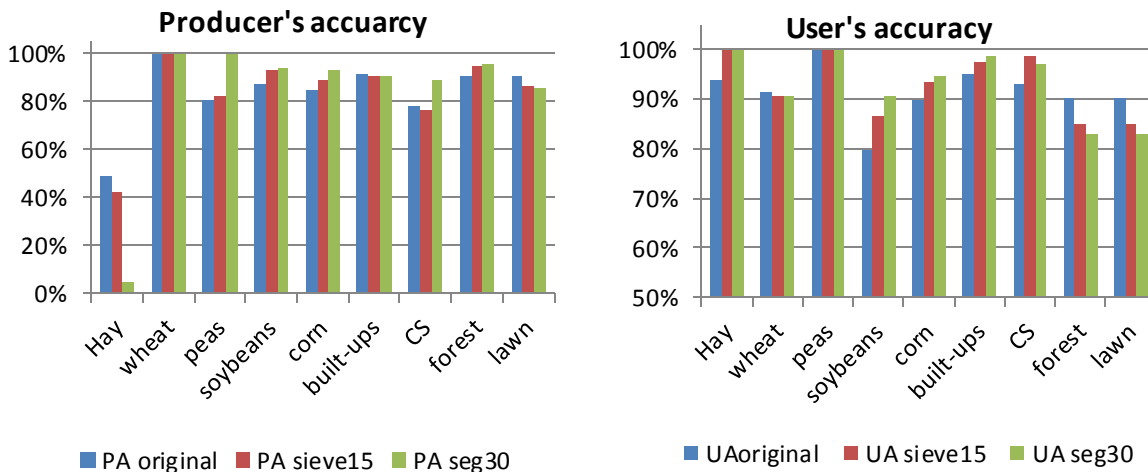 Producer's accuarcy
100%
80%
60%
40%
20%
0%
Hay
wheat
peas
soybeans
corn
built-ups
CS
forest
lawn
PA original PA sieve15 PA seg30
User's accuracy
100%
90%
80%
70%
60%
50%
Hay
wheat
peas
soybeans
corn
built-ups
CS
forest
lawn
UAoriginal UA sieve15 UA seg30